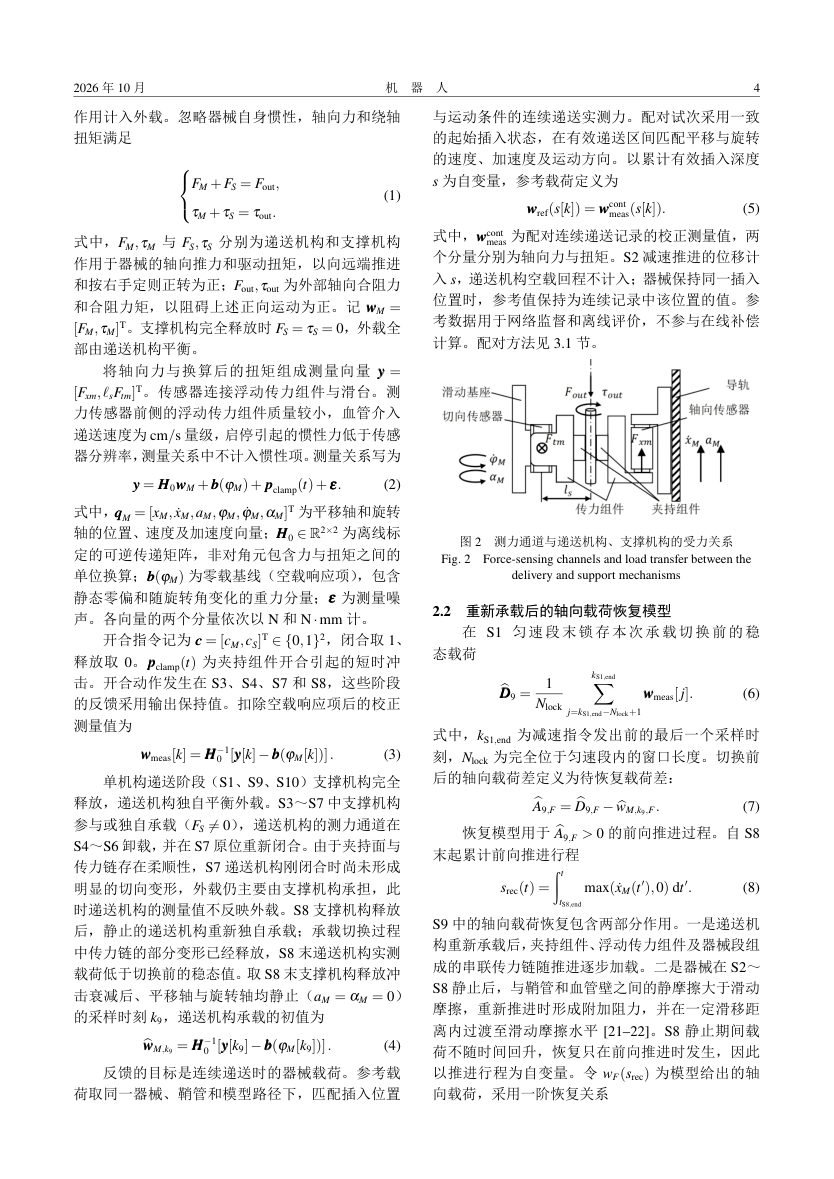 2026 年 10 月 机 器 人 4
作用计入外载。忽略器械自身惯性，轴向力和绕轴
扭矩满足
{F_M + F_S = F_out,
τ_M + τ_S = τ_out. (1)
式中，F_M, τ_M 与 F_S, τ_S 分别为递送机构和支撑机构
作用于器械的轴向推力和驱动扭矩，以向远端推进
和按右手定则正转为正；F_out, τ_out 为外部轴向合阻力
和合阻力矩，以阻碍上述正向运动为正。记 w_M =
[F_M, τ_M]^T。支撑机构完全释放时 F_S = τ_S = 0，外载全
部由递送机构平衡。
将轴向力与换算后的扭矩组成测量向量 y =
[F_xm, ℓ_s F_tm]^T。传感器连接浮动传力组件与滑台。测
力传感器前侧的浮动传力组件质量较小，血管介入
递送速度为 cm/s 量级，启停引起的惯性力低于传感
器分辨率，测量关系中不计入惯性项。测量关系写为
y = H_0 w_M + b(φ_M) + p_clamp(t) + ε. (2)
式中，q_M = [x_M, ẋ_M, a_M, φ_M, φ̇_M, α_M]^T 为平移轴和旋转
轴的位置、速度及加速度向量；H_0 ∈ ℝ^{2×2} 为离线标
定的可逆传递矩阵，非对角元包含力与扭矩之间的
单位换算；b(φ_M) 为零载基线（空载响应项），包含
静态零偏和随旋转角变化的重力分量；ε 为测量噪
声。各向量的两个分量依次以 N 和 N·mm 计。
开合指令记为 c = [c_M, c_S]^T ∈ {0,1}^2，闭合取 1、
释放取 0。p_clamp(t) 为夹持组件开合引起的短时冲
击。开合动作发生在 S3、S4、S7 和 S8，这些阶段
的反馈采用输出保持值。扣除空载响应项后的校正
测量值为
w_meas[k] = H_0^{-1}[y[k] − b(φ_M[k])]. (3)
单机构递送阶段（S1、S9、S10）支撑机构完全
释放，递送机构独自平衡外载。S3～S7 中支撑机构
参与或独自承载（F_S ≠ 0），递送机构的测力通道在
S4～S6 卸载，并在 S7 原位重新闭合。由于夹持面与
传力链存在柔顺性，S7 递送机构刚闭合时尚未形成
明显的切向变形，外载仍主要由支撑机构承担，此
时递送机构的测量值不反映外载。S8 支撑机构释放
后，静止的递送机构重新独自承载；承载切换过程
中传力链的部分变形已经释放，S8 末递送机构实测
载荷低于切换前的稳态值。取 S8 末支撑机构释放冲
击衰减后、平移轴与旋转轴均静止（a_M = α_M = 0）
的采样时刻 k_9，递送机构承载的初值为
ŵ_{M,k_9} = H_0^{-1}[y[k_9] − b(φ_M[k_9])]. (4)
反馈的目标是连续递送时的器械载荷。参考载
荷取同一器械、鞘管和模型路径下，匹配插入位置
与运动条件的连续递送实测力。配对试次采用一致
的起始插入状态，在有效递送区间匹配平移与旋转
的速度、加速度及运动方向。以累计有效插入深度
s 为自变量，参考载荷定义为
w_ref(s[k]) = w_meas^cont(s[k]). (5)
式中，w_meas^cont 为配对连续递送记录的校正测量值，两
个分量分别为轴向力与扭矩。S2 减速推进的位移计
入 s，递送机构空载回程不计入；器械保持同一插入
位置时，参考值保持为连续记录中该位置的值。参
考数据用于网络监督和离线评价，不参与在线补偿
计算。配对方法见 3.1 节。
滑动基座
切向传感器
F_out
τ_out
导轨
轴向传感器
F_tm
F_xm
ẋ_M
a_M
φ̇_M
α_M
l_s
传力组件
夹持组件
图 2 测力通道与递送机构、支撑机构的受力关系
Fig. 2 Force-sensing channels and load transfer between the
delivery and support mechanisms
2.2 重新承载后的轴向载荷恢复模型
在 S1 匀速段末锁存本次承载切换前的稳
态载荷
D̂_9 = 1/N_lock ∑_{j=k_{S1,end}−N_lock+1}^{k_{S1,end}} w_meas[j]. (6)
式中，k_{S1,end} 为减速指令发出前的最后一个采样时
刻，N_lock 为完全位于匀速段内的窗口长度。切换前
后的轴向载荷差定义为待恢复载荷差：
Â_{9,F} = D̂_{9,F} − ŵ_{M,k_9,F}. (7)
恢复模型用于 Â_{9,F} > 0 的前向推进过程。自 S8
末起累计前向推进行程
s_rec(t) = ∫_{t_{S8,end}}^{t} max(ẋ_M(t′), 0) dt′. (8)
S9 中的轴向载荷恢复包含两部分作用。一是递送机
构重新承载后，夹持组件、浮动传力组件及器械段组
成的串联传力链随推进逐步加载。二是器械在 S2～
S8 静止后，与鞘管和血管壁之间的静摩擦大于滑动
摩擦，重新推进时形成附加阻力，并在一定滑移距
离内过渡至滑动摩擦水平 [21–22]。S8 静止期间载
荷不随时间回升，恢复只在前向推进时发生，因此
以推进行程为自变量。令 w_F(s_rec) 为模型给出的轴
向载荷，采用一阶恢复关系